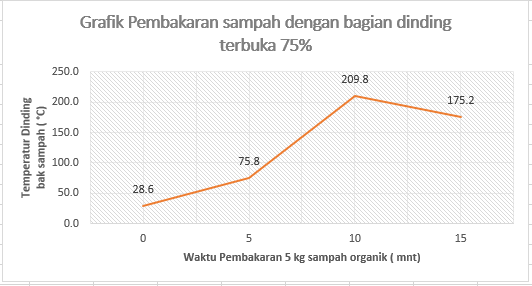 Grafik Pembakaran sampah dengan bagian dinding
terbuka 75%
250.0
200.0
150.0
100.0
50.0
0.0
Temperatur Dinding
bak sampah ( °C)
28.6
75.8
209.8
175.2
0
5
10
15
Waktu Pembakaran 5 kg sampah organik ( mnt)